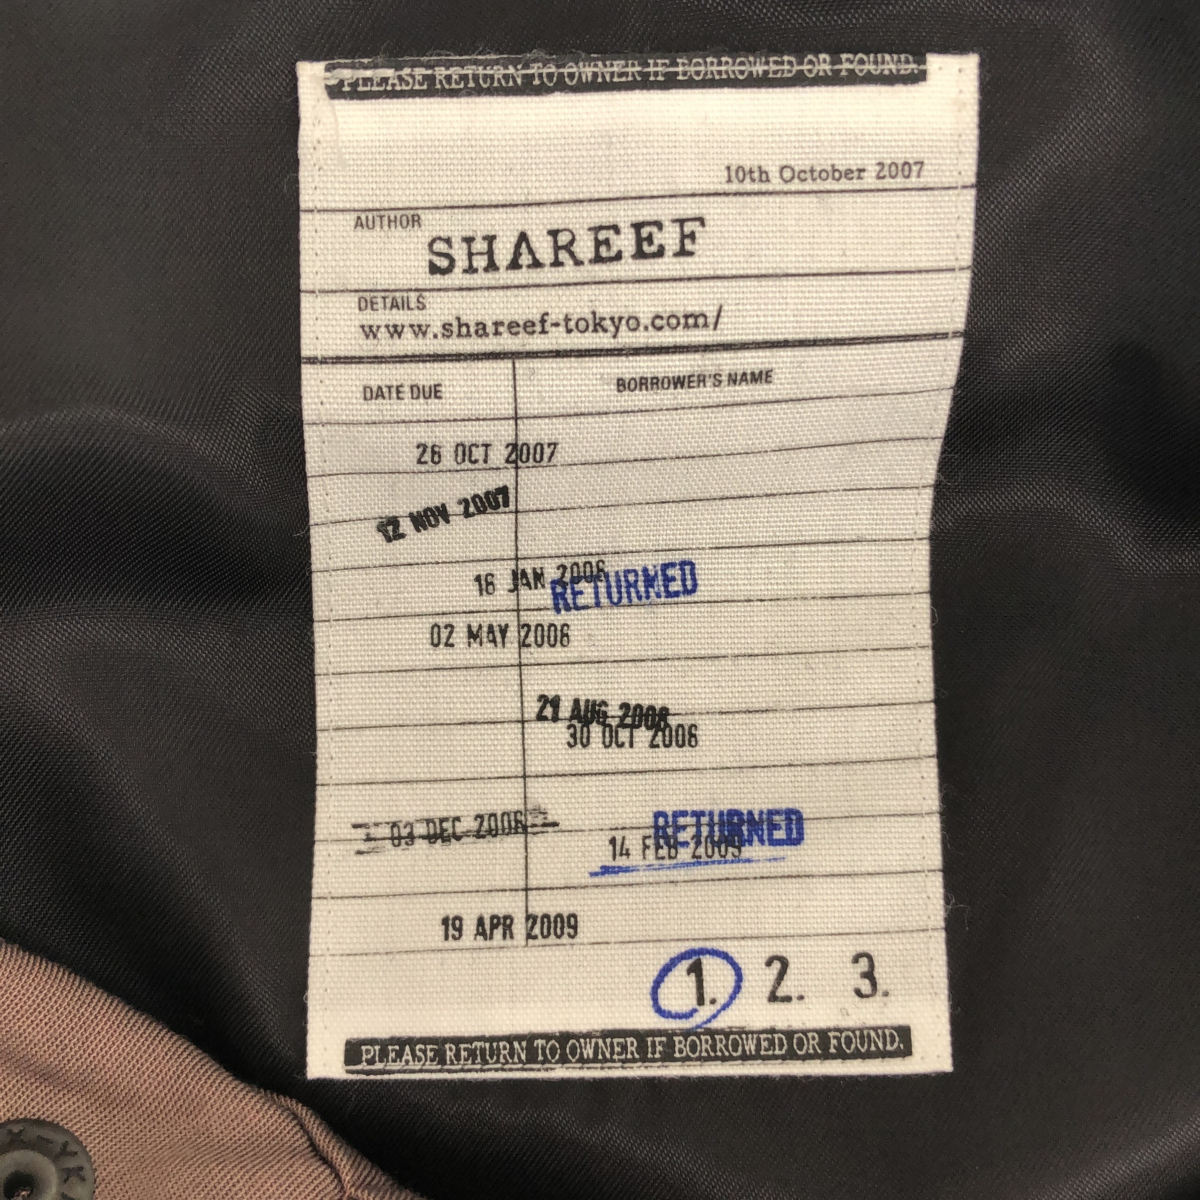 PLEASE RETURN TO OWNER IF BORROWED OR FOUND.
10th October 2007
AUTHOR
SHAREEF
DETAILS
www.shareef-tokyo.com/
DATE DUE BORROWER'S NAME
26 OCT 2007
12 NOV 2007
16 JAN 2008
RETURNED
02 MAY 2008
21 AUG 2008
30 OCT 2008
03 DEC 2008
RETURNED
14 FEB 2009
19 APR 2009
1. 2. 3.
PLEASE RETURN TO OWNER IF BORROWED OR FOUND.